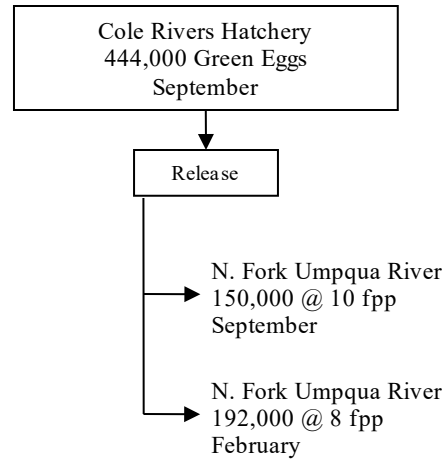 Cole Rivers Hatchery
444,000 Green Eggs
September
Release
N. Fork Umpqua River
150,000 @ 10 fpp
September
N. Fork Umpqua River
192,000 @ 8 fpp
February